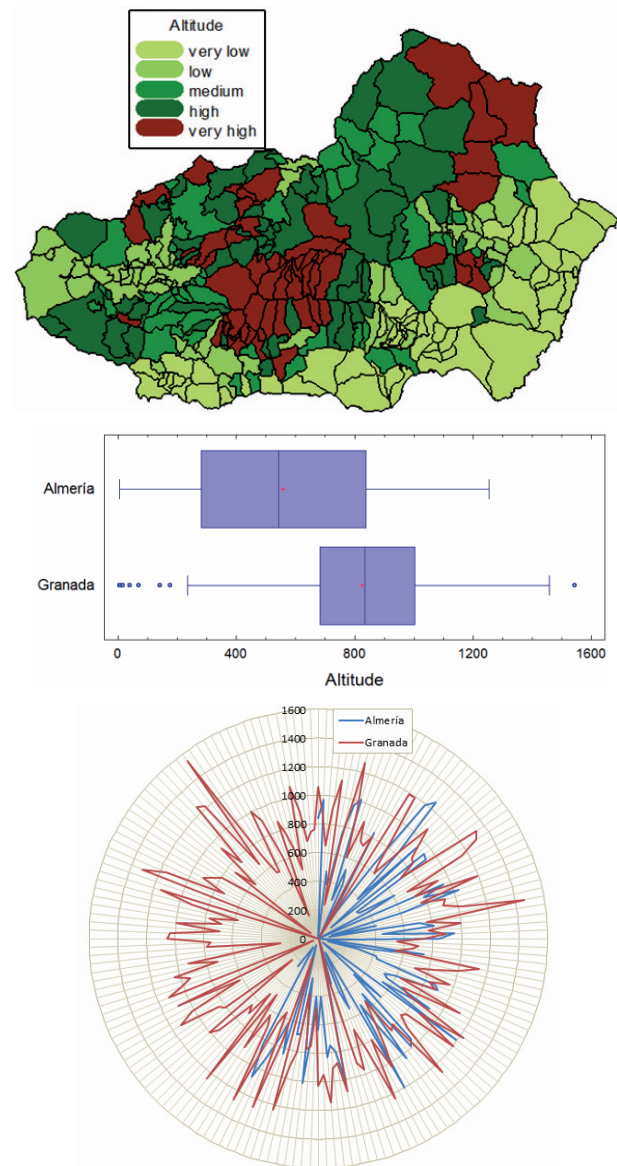 Altitude
very low
low
medium
high
very high
Almería
Granada
0 400 800 1200 1600
Altitude
1600
1400
1200
1000
800
600
400
200
0
Almería
Granada